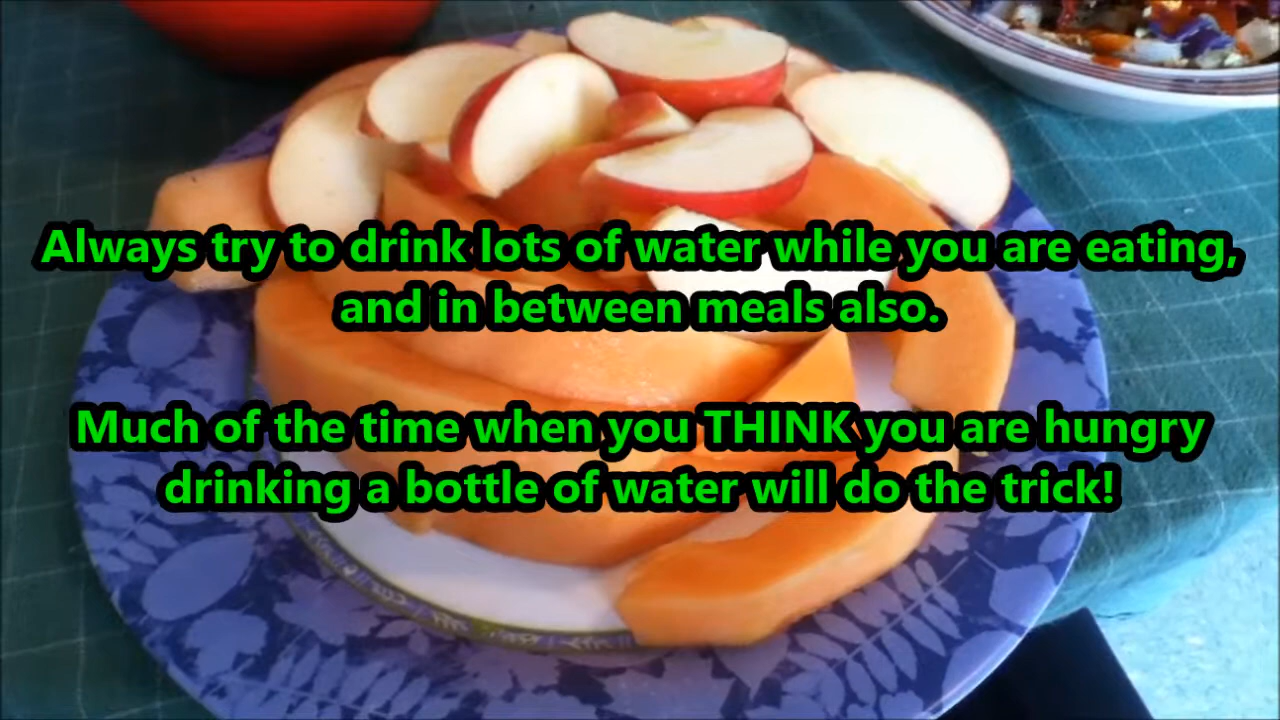 Always try to drink lots of water while you are eating,
and in between meals also.
Much of the time when you THINK you are hungry
drinking a bottle of water will do the trick!